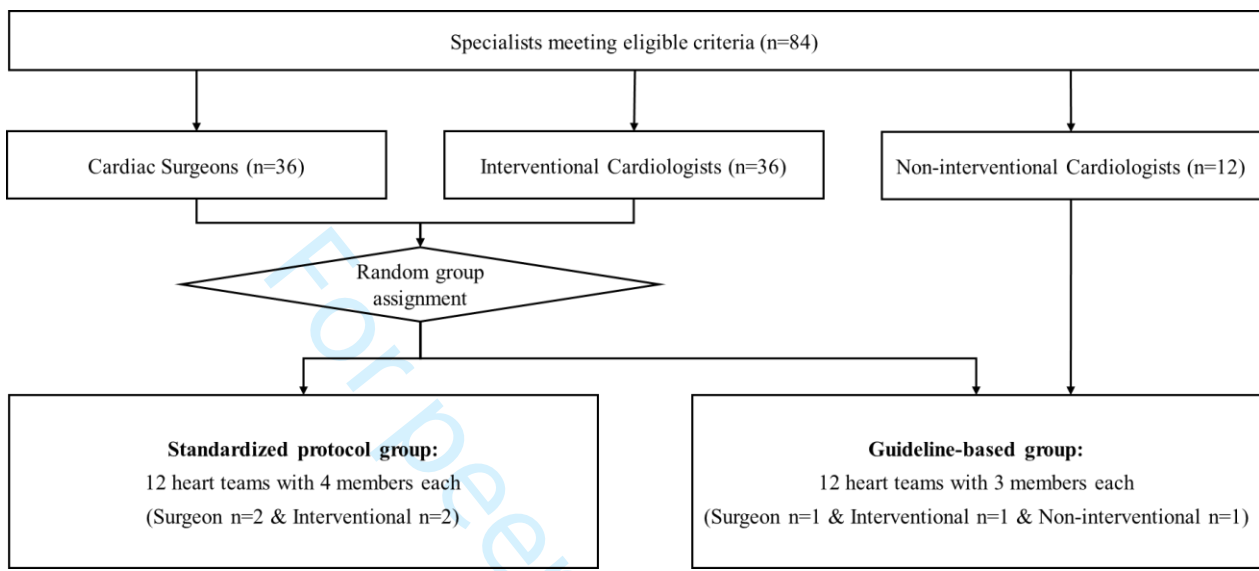 Specialists meeting eligible criteria (n=84)
Cardiac Surgeons (n=36)
Interventional Cardiologists (n=36)
Non-interventional Cardiologists (n=12)
Random group
assignment
Standardized protocol group:
12 heart teams with 4 members each
(Surgeon n=2 & Interventional n=2)
Guideline-based group:
12 heart teams with 3 members each
(Surgeon n=1 & Interventional n=1 & Non-interventional n=1)
For peer